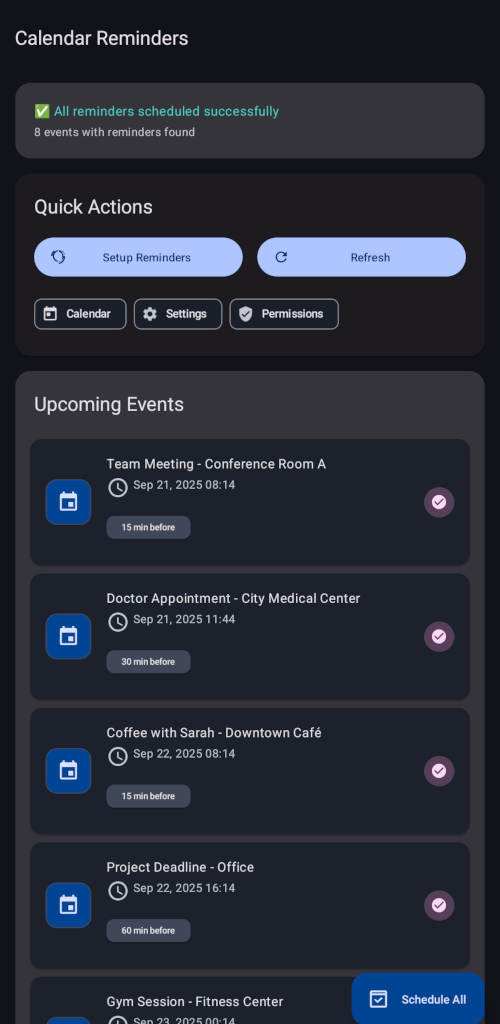 Calendar Reminders
✅ All reminders scheduled successfully
8 events with reminders found
Quick Actions
Setup Reminders
Refresh
Calendar
Settings
Permissions
Upcoming Events
Team Meeting - Conference Room A
Sep 21, 2025 08:14
15 min before
Doctor Appointment - City Medical Center
Sep 21, 2025 11:44
30 min before
Coffee with Sarah - Downtown Café
Sep 22, 2025 08:14
15 min before
Project Deadline - Office
Sep 22, 2025 16:14
60 min before
Gym Session - Fitness Center
Sep 23, 2025 00:14
Schedule All